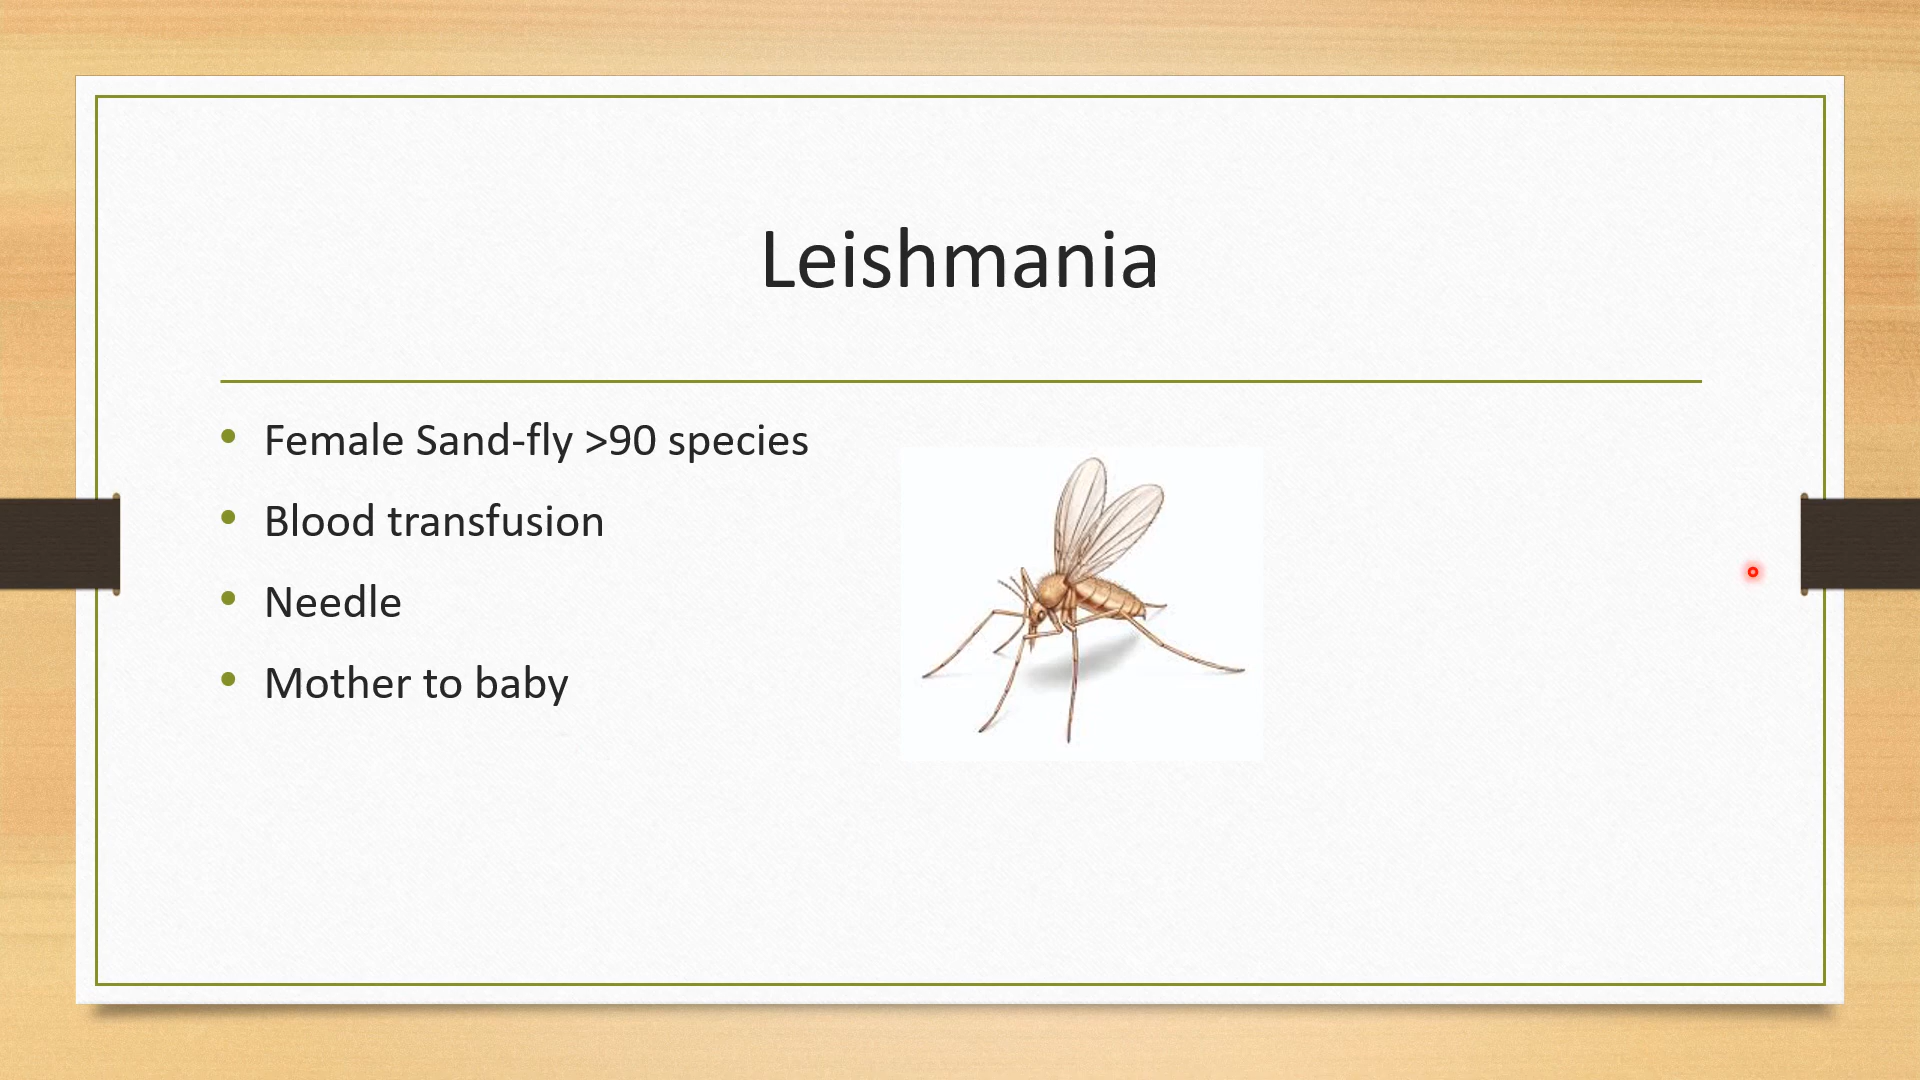 Leishmania
• Female Sand-fly >90 species
• Blood transfusion
• Needle
• Mother to baby